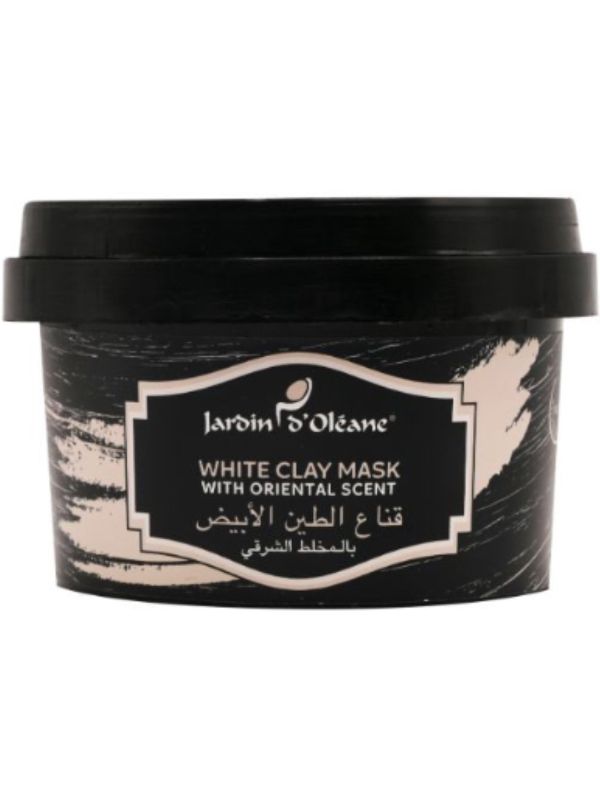 Jardin d'Oléane®
WHITE CLAY MASK
WITH ORIENTAL SCENT
قناع الطين الأبيض
بالمخلط الشرقي